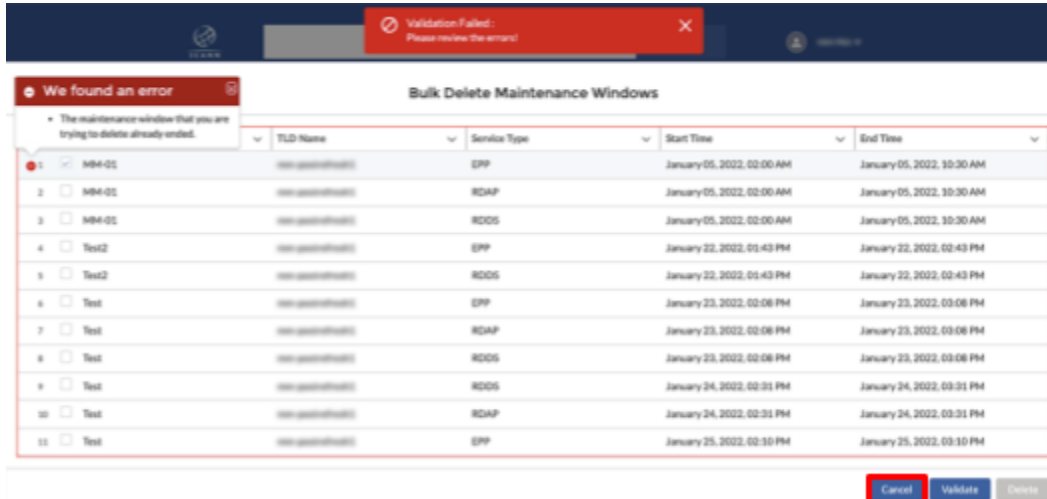 Validation Failed :
Please review the errors!
ICANN
We found an error
• The maintenance window that you are
trying to delete already ended.
Bulk Delete Maintenance Windows
TLD Name Service Type Start Time End Time
1 MM-01 EPP January 05, 2022, 02:00 AM January 05, 2022, 10:30 AM
2 MM-01 RDAP January 05, 2022, 02:00 AM January 05, 2022, 10:30 AM
3 MM-01 RDDS January 05, 2022, 02:00 AM January 05, 2022, 10:30 AM
4 Test2 EPP January 22, 2022, 01:43 PM January 22, 2022, 02:43 PM
5 Test2 RDDS January 22, 2022, 01:43 PM January 22, 2022, 02:43 PM
6 Test EPP January 23, 2022, 02:08 PM January 23, 2022, 03:08 PM
7 Test RDAP January 23, 2022, 02:08 PM January 23, 2022, 03:08 PM
8 Test RDDS January 23, 2022, 02:08 PM January 23, 2022, 03:08 PM
9 Test RDDS January 24, 2022, 02:31 PM January 24, 2022, 03:31 PM
10 Test RDAP January 24, 2022, 02:31 PM January 24, 2022, 03:31 PM
11 Test EPP January 25, 2022, 02:10 PM January 25, 2022, 03:10 PM
Cancel Validate Delete